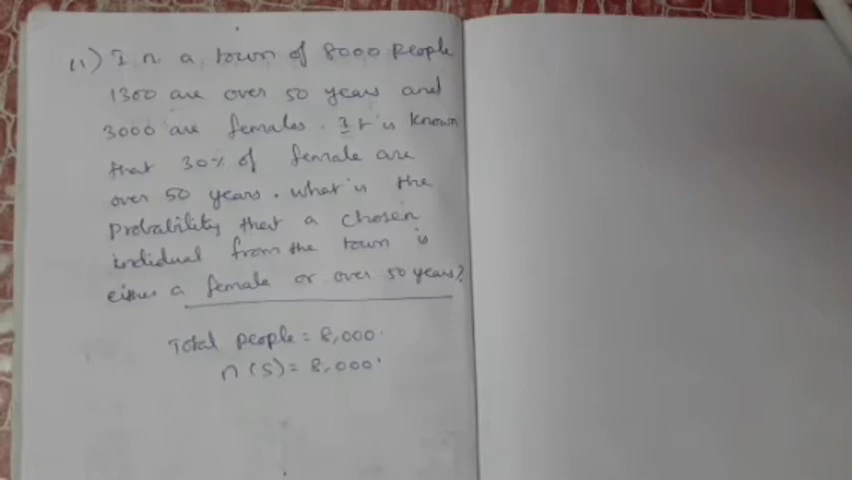 11) In a town of 8000 people
1300 are over 50 years and
3000 are females. It is known
that 30% of female are
over 50 years. what is the
probability that a chosen
indidual from the town is
either a female or over 50 years?
Total people = 8,000.
n(S) = 8,000.